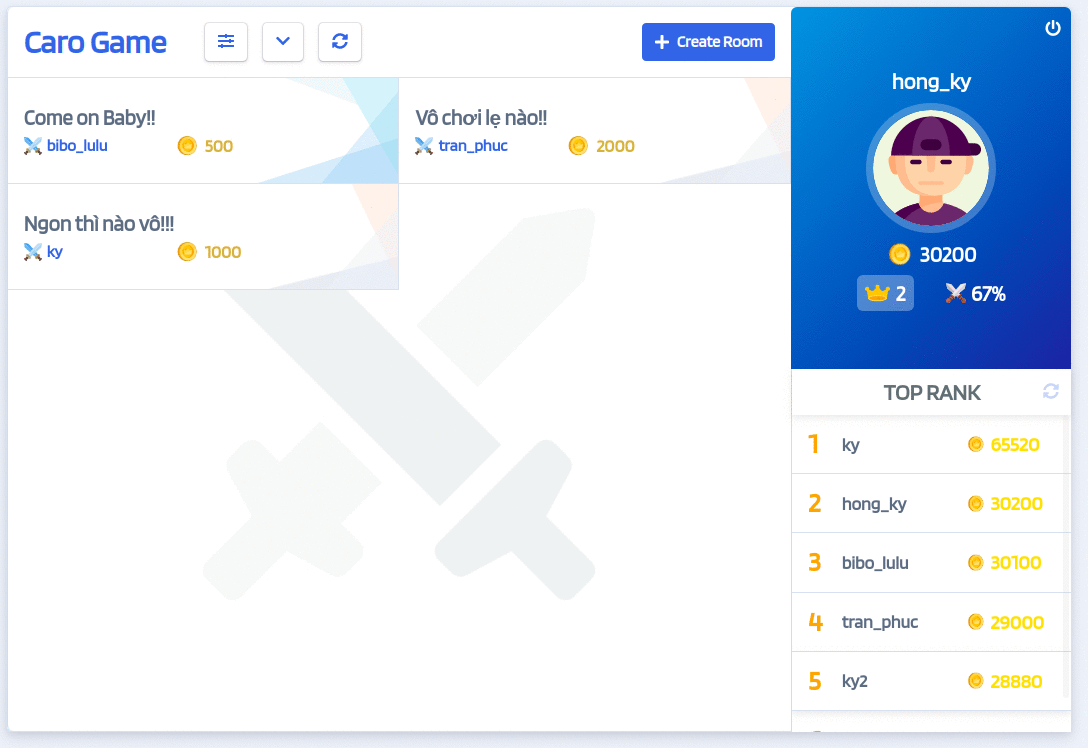 Caro Game
Create Room
Come on Baby!!
bibo_lulu 500
Vô chơi lẹ nào!!
tran_phuc 2000
Ngon thì nào vô!!!
ky 1000
hong_ky
30200
2 67%
TOP RANK
1 ky 65520
2 hong_ky 30200
3 bibo_lulu 30100
4 tran_phuc 29000
5 ky2 28880